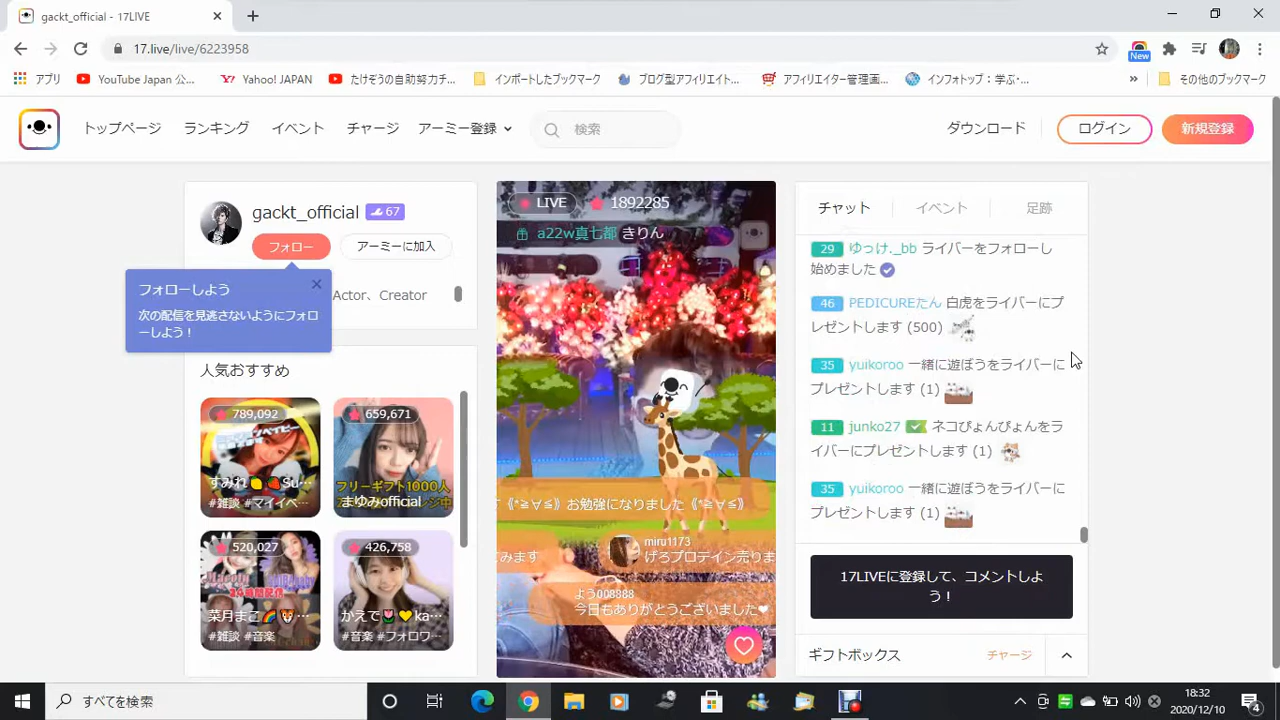 gackt_official - 17LIVE
17.live/live/6223958
New
アプリ
YouTube Japan 公...
Yahoo! JAPAN
たけぞうの自助努力チ...
インポートしたブックマーク
ブログ型アフィリエイト...
アフィリエイター管理画...
インフォトップ：学ぶ・...
»
その他のブックマーク
トップページ
ランキング
イベント
チャージ
アーミー登録
検索
ダウンロード
ログイン
新規登録
gackt_official 67
フォロー
アーミーに加入
フォローしよう
次の配信を見逃さないようにフォロ
ーしよう！
Actor、Creator
人気おすすめ
789,092
#雑談 #マイイベ...
659,671
フリーギフト1000人
まゆみofficial
520,027
菜月まこ
#雑談 #音楽
426,758
かえで
#音楽 #フォロワ...
LIVE
1892285
a22w真七都 きりん
す《*≧∀≦》お勉強になりました《*≧∀≦》
miru1173
てみます
げろプロテイン売りま
よう008888
今日もありがとうございました❤
チャット
イベント
足跡
29 ゆっけ._bb ライバーをフォローし
始めました
46 PEDICUREたん 白虎をライバーにプ
レゼントします (500)
35 yuikoroo 一緒に遊ぼうをライバーに
プレゼントします (1)
11 junko27 ネコぴょんぴょんをラ
イバーにプレゼントします (1)
35 yuikoroo 一緒に遊ぼうをライバーに
プレゼントします (1)
17LIVEに登録して、コメントしよ
う！
ギフトボックス
チャージ
すべてを検索
18:32
2020/12/10
4